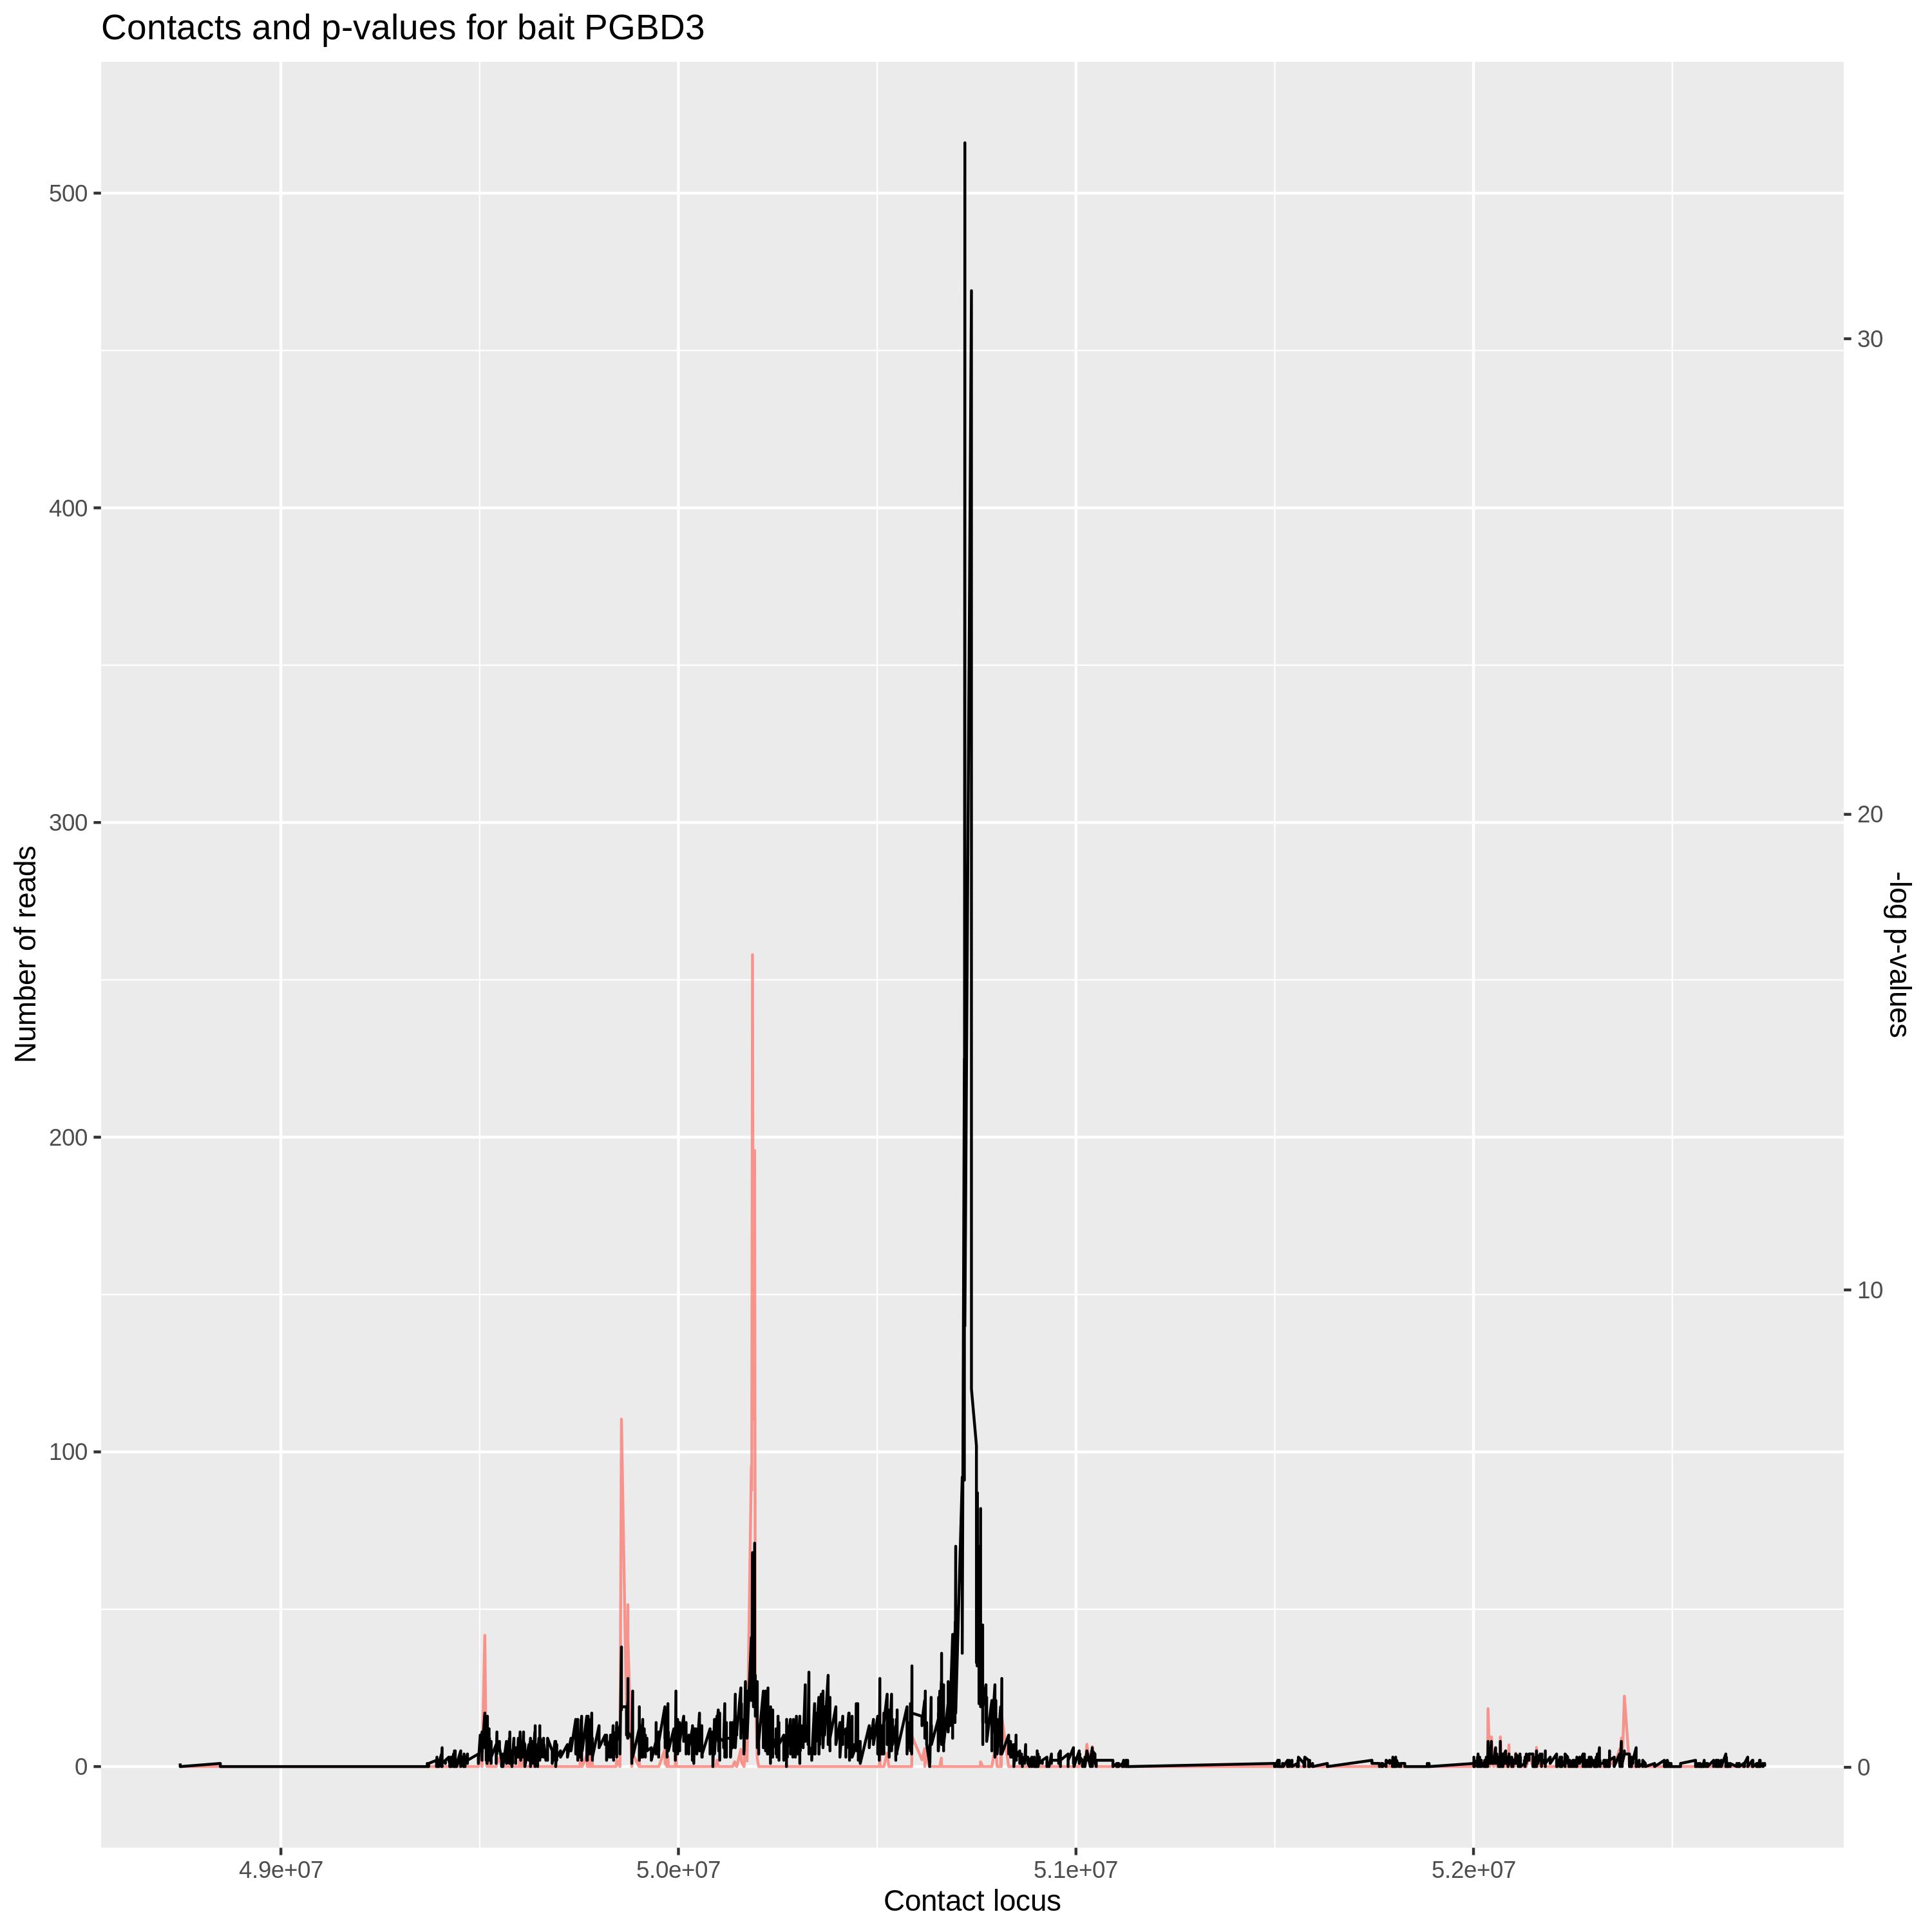 Contacts and p-values for bait PGBD3
500
400
300
200
100
0
Number of reads
30
20
10
0
-log p-values
4.9e+07
5.0e+07
5.1e+07
5.2e+07
Contact locus